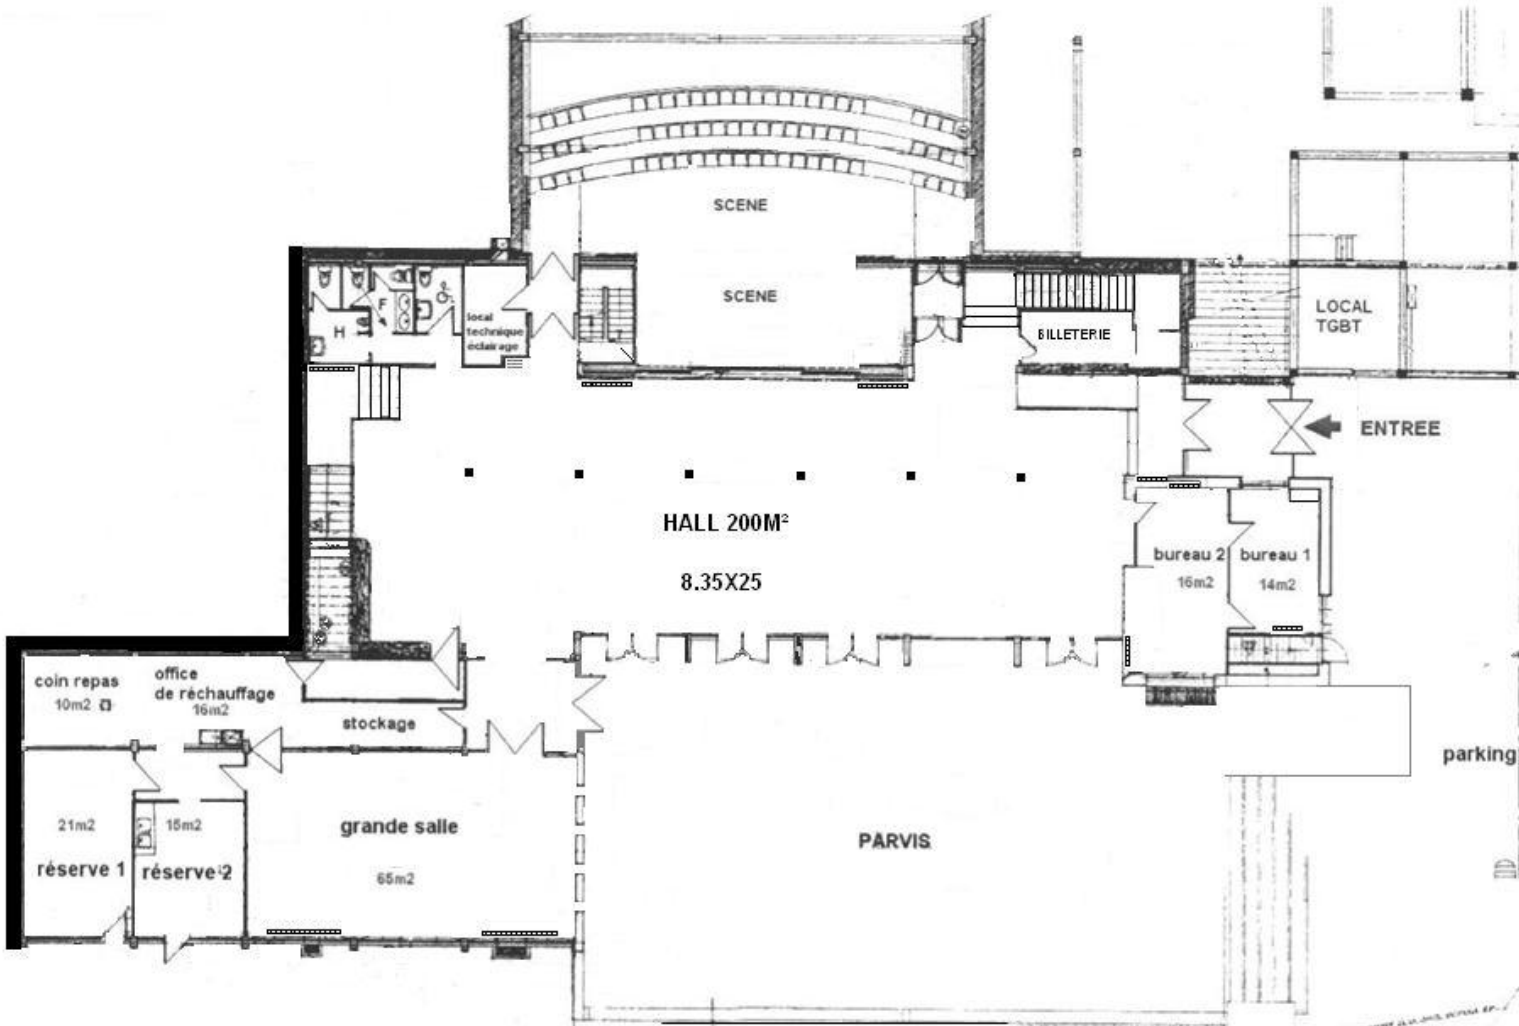 SCENE
SCENE
LOCAL
TGBT
F
H
local
technique
éclairage
BILLETERIE
ENTREE
HALL 200M²
8.35X25
bureau 2
16m2
bureau 1
14m2
coin repas
10m2
office
de réchauffage
16m2
stockage
parking
21m2
réserve 1
15m2
réserve 2
grande salle
65m2
PARVIS